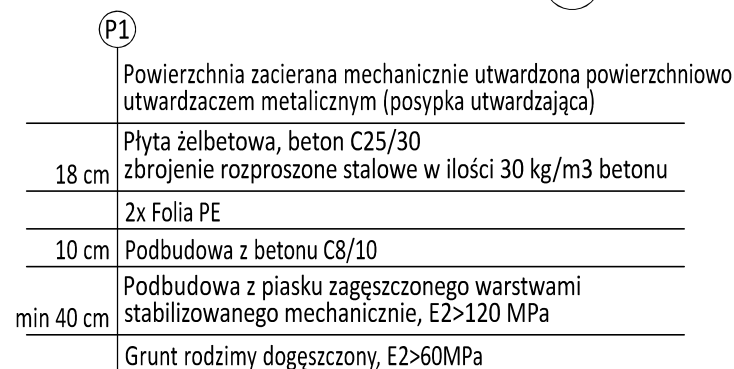 P1
Powierzchnia zacierana mechanicznie utwardzona powierzchniowo
utwardzaczem metalicznym (posypka utwardzająca)
Płyta żelbetowa, beton C25/30
18 cm zbrojenie rozproszone stalowe w ilości 30 kg/m3 betonu
2x Folia PE
10 cm Podbudowa z betonu C8/10
Podbudowa z piasku zagęszczonego warstwami
min 40 cm stabilizowanego mechanicznie, E2>120 MPa
Grunt rodzimy dogęszczony, E2>60MPa